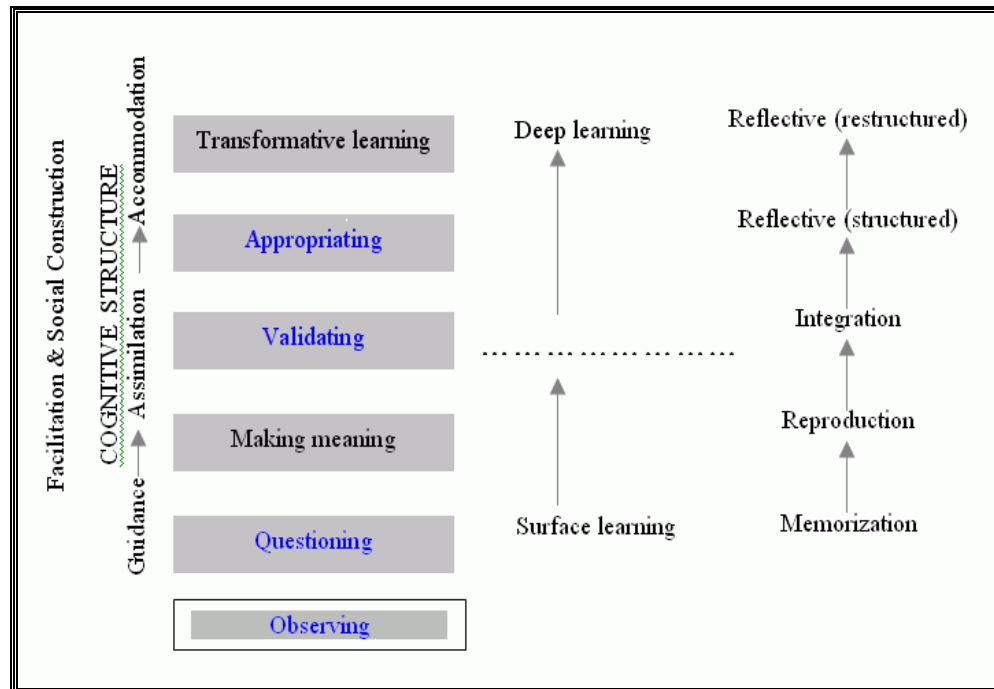 Facilitation & Social Construction
COGNITIVE STRUCTURE
Guidance
Assimilation
Accommodation
Transformative learning
Appropriating
Validating
Making meaning
Questioning
Observing
Deep learning
Surface learning
Reflective (restructured)
Reflective (structured)
Integration
Reproduction
Memorization